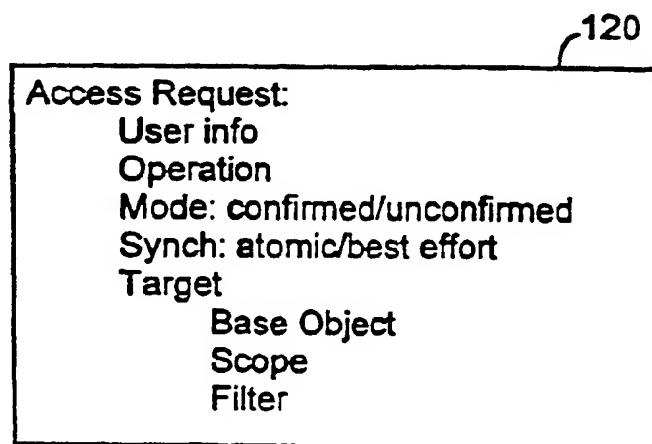 120
Access Request:
User info
Operation
Mode: confirmed/unconfirmed
Synch: atomic/best effort
Target
Base Object
Scope
Filter